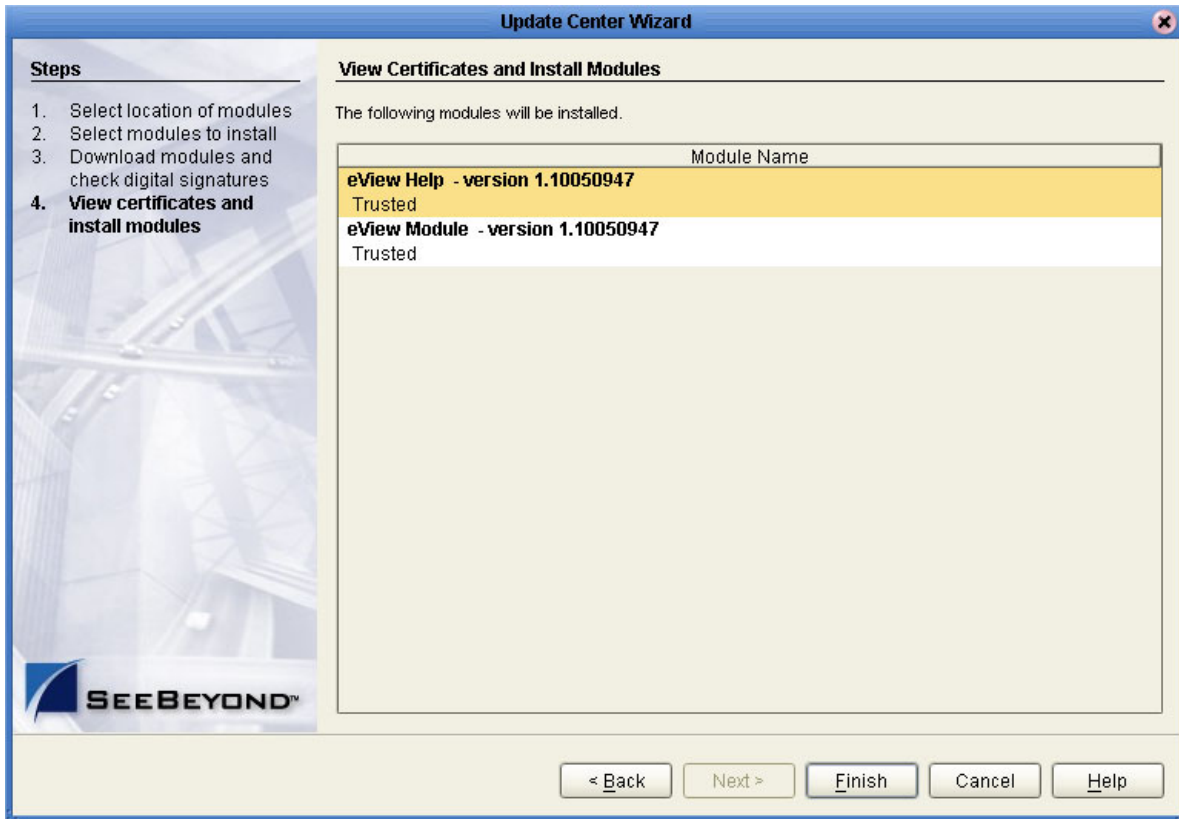 Update Center Wizard
Steps
1. Select location of modules
2. Select modules to install
3. Download modules and
check digital signatures
4. View certificates and
install modules
View Certificates and Install Modules
The following modules will be installed.
Module Name
eView Help - version 1.10050947
Trusted
eView Module - version 1.10050947
Trusted
SEEBEYOND™
< Back
Next >
Finish
Cancel
Help